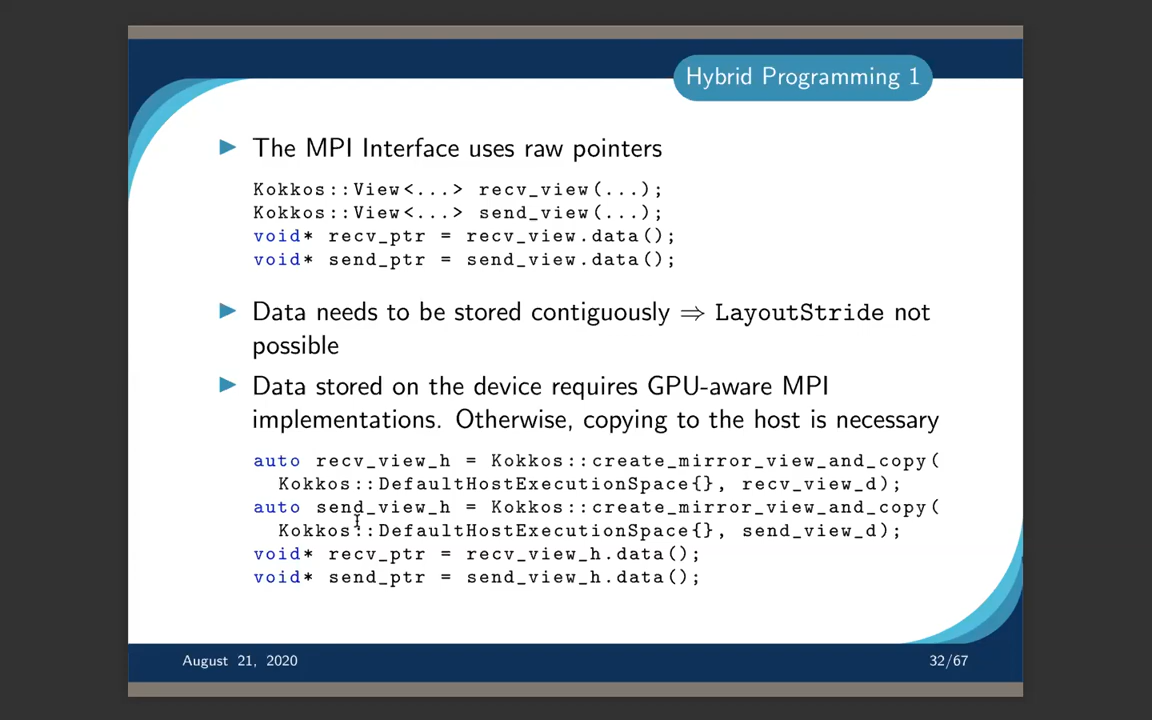 Hybrid Programming 1
The MPI Interface uses raw pointers
Kokkos::View<...> recv_view(...);
Kokkos::View<...> send_view(...);
void* recv_ptr = recv_view.data();
void* send_ptr = send_view.data();
Data needs to be stored contiguously ⇒ LayoutStride not
possible
Data stored on the device requires GPU-aware MPI
implementations. Otherwise, copying to the host is necessary
auto recv_view_h = Kokkos::create_mirror_view_and_copy(
Kokkos::DefaultHostExecutionSpace{}, recv_view_d);
auto send_view_h = Kokkos::create_mirror_view_and_copy(
Kokkos::DefaultHostExecutionSpace{}, send_view_d);
void* recv_ptr = recv_view_h.data();
void* send_ptr = send_view_h.data();
August 21, 2020
32/67